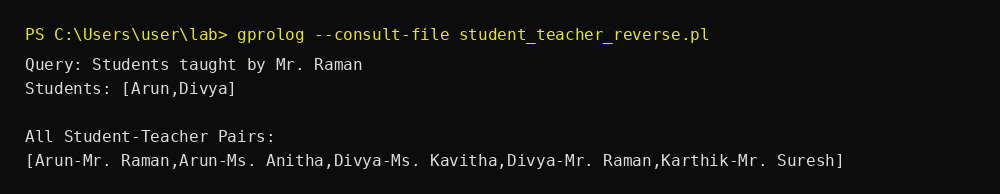 PS C:\Users\user\lab> gprolog --consult-file student_teacher_reverse.pl
Query: Students taught by Mr. Raman
Students: [Arun,Divya]
All Student-Teacher Pairs:
[Arun-Mr. Raman,Arun-Ms. Anitha,Divya-Ms. Kavitha,Divya-Mr. Raman,Karthik-Mr. Suresh]